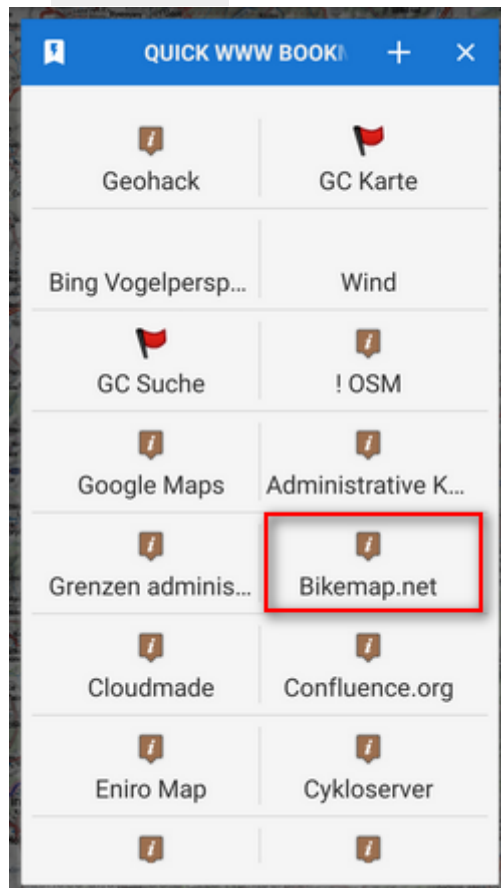 QUICK WWW BOOK
Geohack
GC Karte
Bing Vogelpersp...
Wind
GC Suche
! OSM
Google Maps
Administrative K...
Grenzen adminis...
Bikemap.net
Cloudmade
Confluence.org
Eniro Map
Cykloserver